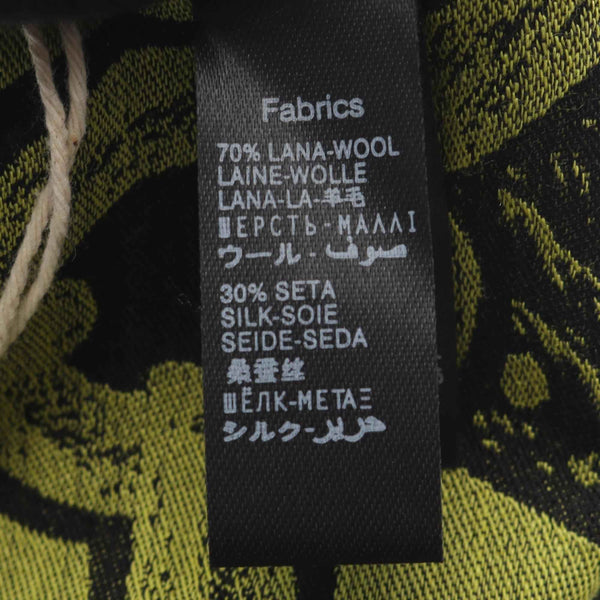 Fabrics
70% LANA-WOOL
LAINE-WOLLE
LANA-LA-羊毛
ШЕРСТЬ-ΜΑΛΛΙ
ウール-صوف
30% SETA
SILK-SOIE
SEIDE-SEDA
桑蚕丝
ШЁЛК-ΜΕΤΑΞ
シルク-حرير